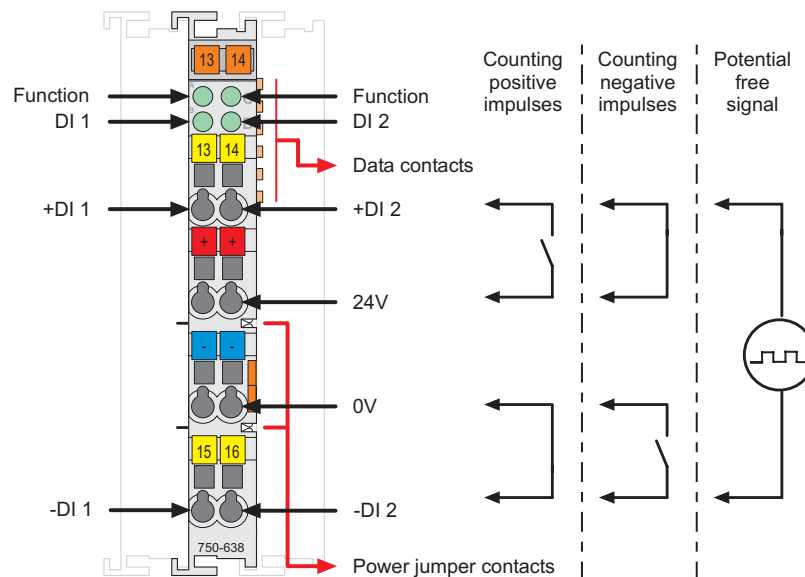 13 14
Counting
positive
impulses
Counting
negative
impulses
Potential
free
signal
Function
Function
DI 1
DI 2
13 14
Data contacts
+DI 1
+DI 2
+ +
24V
- -
0V
15 16
-DI 1
-DI 2
750-638
Power jumper contacts